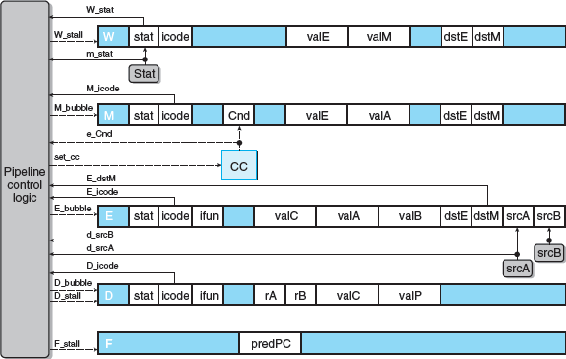 W_stat
W_stall
W stat icode valE valM dstE dstM
m_stat
Stat
M_icode
M_bubble
M stat icode Cnd valE valA dstE dstM
e_Cnd
set_cc
CC
Pipeline
control
logic
E_dstM
E_icode
E_bubble
E stat icode ifun valC valA valB dstE dstM srcA srcB
d_srcB
d_srcA
srcB
srcA
D_icode
D_bubble
D_stall
D stat icode ifun rA rB valC valP
F_stall
F predPC